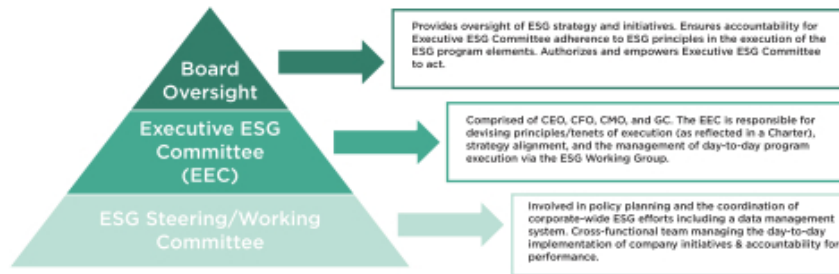 Board
Oversight
Provides oversight of ESG strategy and initiatives. Ensures accountability for
Executive ESG Committee adherence to ESG principles in the execution of the
ESG program elements. Authorizes and empowers Executive ESG Committee
to act.
Executive ESG
Committee
(EEC)
Comprised of CEO, CFO, CMO, and GC. The EEC is responsible for
devising principles/tenets of execution (as reflected in a Charter),
strategy alignment, and the management of day-to-day program
execution via the ESG Working Group.
ESG Steering/Working
Committee
Involved in policy planning and the coordination of
corporate-wide ESG efforts including a data management
system. Cross-functional team managing the day-to-day
implementation of company initiatives & accountability for
performance.